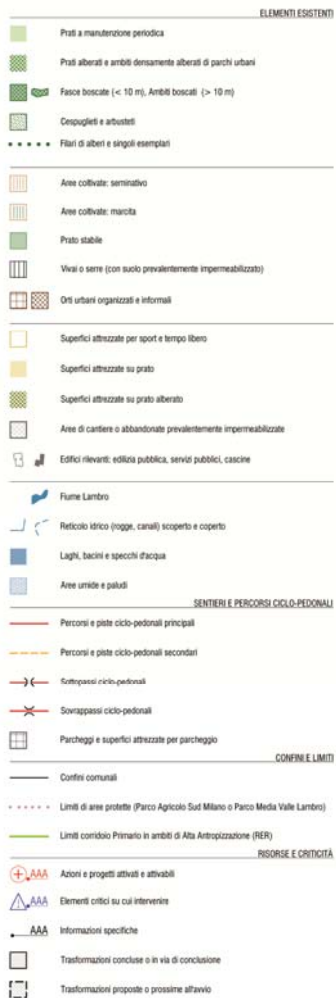 ELEMENTI ESISTENTI
Prati a manutenzione periodica
Prati alberati e ambiti densamente alberati di parchi urbani
Fasce boscate (< 10 m), Ambiti boscati (> 10 m)
Cespuglieti e arbusteti
Filari di alberi e singoli esemplari
Aree coltivate: seminativo
Aree coltivate: marcita
Prato stabile
Vivai o serre (con suolo prevalentemente impermeabilizzato)
Orti urbani organizzati e informali
Superfici attrezzate per sport e tempo libero
Superfici attrezzate su prato
Superfici attrezzate su prato alberato
Aree di cantiere o abbandonate prevalentemente impermeabilizzate
Edifici rilevanti: edilizia pubblica, servizi pubblici, cascine
Fiume Lambro
Reticolo idrico (rogge, canali) scoperto e coperto
Laghi, bacini e specchi d'acqua
Aree umide e paludi
SENTIERI E PERCORSI CICLO-PEDONALI
Percorsi e piste ciclo-pedonali principali
Percorsi e piste ciclo-pedonali secondari
Sottopassi ciclo-pedonali
Sovrappassi ciclo-pedonali
Parcheggi e superfici attrezzate per parcheggio
CONFINI E LIMITI
Confini comunali
Limiti di aree protette (Parco Agricolo Sud Milano o Parco Media Valle Lambro)
Limiti corridoio Primario in ambiti di Alta Antropizzazione (RER)
RISORSE E CRITICITÀ
AAA Azioni e progetti attivati e attivabili
AAA Elementi critici su cui intervenire
AAA Informazioni specifiche
Trasformazioni concluse o in via di conclusione
Trasformazioni proposte o prossime all'avvio